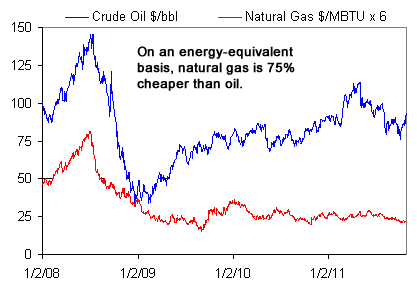 Crude Oil $/bbl
Natural Gas $/MBTU x 6
150
On an energy-equivalent
basis, natural gas is 75%
cheaper than oil.
125
100
75
50
25
0
1/2/08
1/2/09
1/2/10
1/2/11